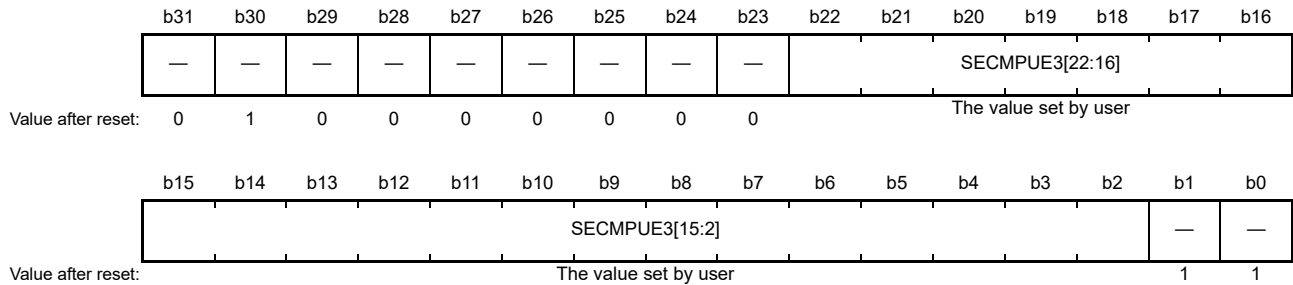 b31 b30 b29 b28 b27 b26 b25 b24 b23 b22 b21 b20 b19 b18 b17 b16
— — — — — — — — — SECMPUE3[22:16]
Value after reset: 0 1 0 0 0 0 0 0 0 The value set by user
b15 b14 b13 b12 b11 b10 b9 b8 b7 b6 b5 b4 b3 b2 b1 b0
SECMPUE3[15:2] — —
Value after reset: The value set by user 1 1